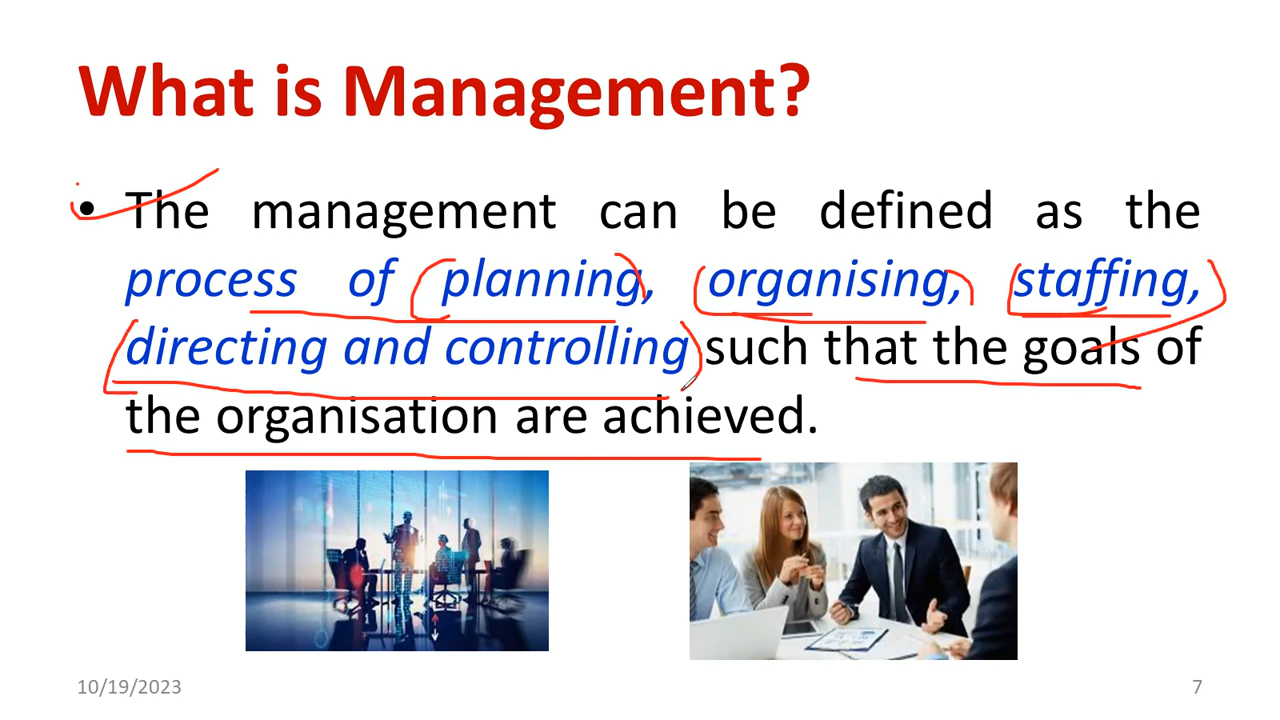 What is Management?
• The management can be defined as the
process of planning, organising, staffing,
directing and controlling such that the goals of
the organisation are achieved.
10/19/2023
7